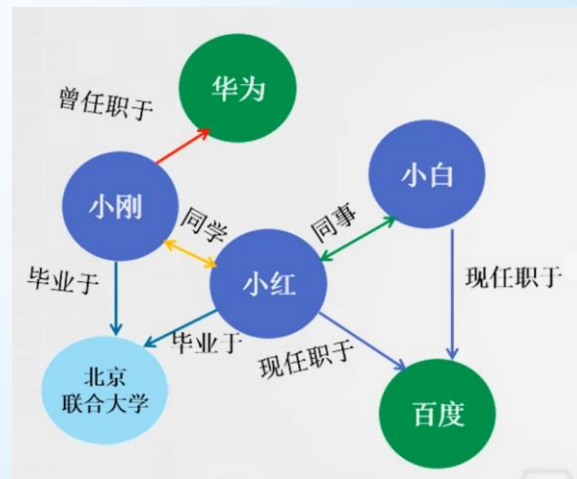 华为
曾任职于
小白
小刚
同学
同事
小红
毕业于
现任职于
毕业于
现任职于
北京
联合大学
百度